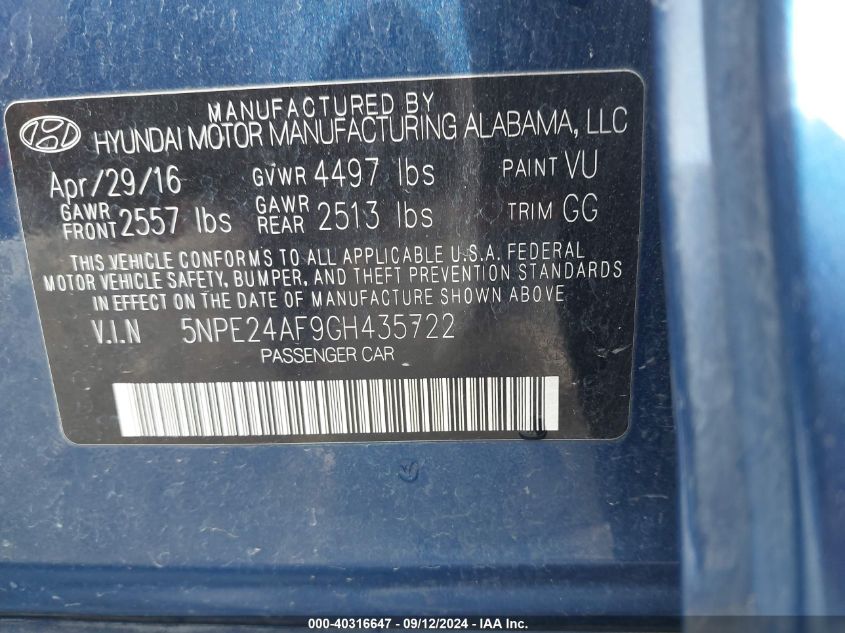 MANUFACTURED BY
HYUNDAI MOTOR MANUFACTURING ALABAMA, LLC
Apr/29/16 GVWR 4497 lbs PAINT VU
GAWR FRONT 2557 lbs GAWR REAR 2513 lbs TRIM GG
THIS VEHICLE CONFORMS TO ALL APPLICABLE U.S.A. FEDERAL
MOTOR VEHICLE SAFETY, BUMPER, AND THEFT PREVENTION STANDARDS
IN EFFECT ON THE DATE OF MANUFACTURE SHOWN ABOVE.
V.I.N 5NPE24AF9GH435722
PASSENGER CAR
000-40316647 - 09/12/2024 - IAA Inc.